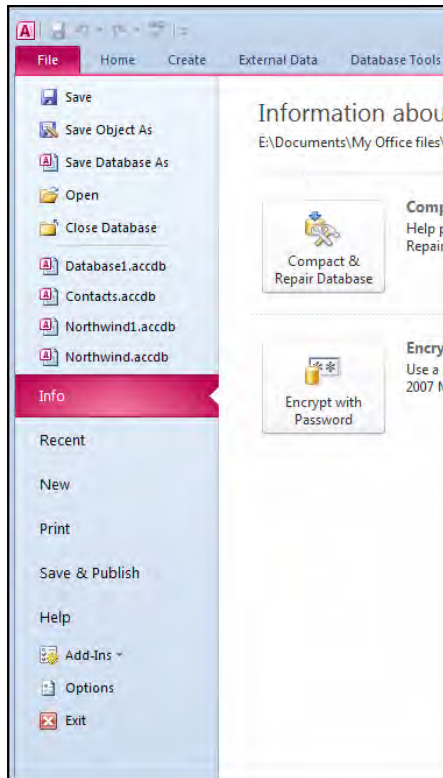 File Home Create External Data Database Tools
Save
Save Object As
Save Database As
Open
Close Database
Database1.accdb
Contacts.accdb
Northwind1.accdb
Northwind.accdb
Info
Recent
New
Print
Save & Publish
Help
Add-Ins
Options
Exit
Information abou
E:\Documents\My Office files\
Compact &
Repair Database
Comp
Help p
Repair
Encrypt with
Password
Encry
Use a
2007 M